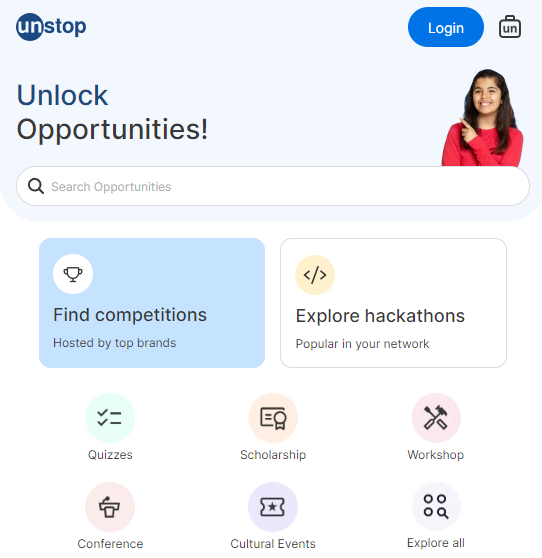 unstop
Login
un
Unlock
Opportunities!
Search Opportunities
Find competitions
Hosted by top brands
Explore hackathons
Popular in your network
Quizzes
Scholarship
Workshop
Conference
Cultural Events
Explore all